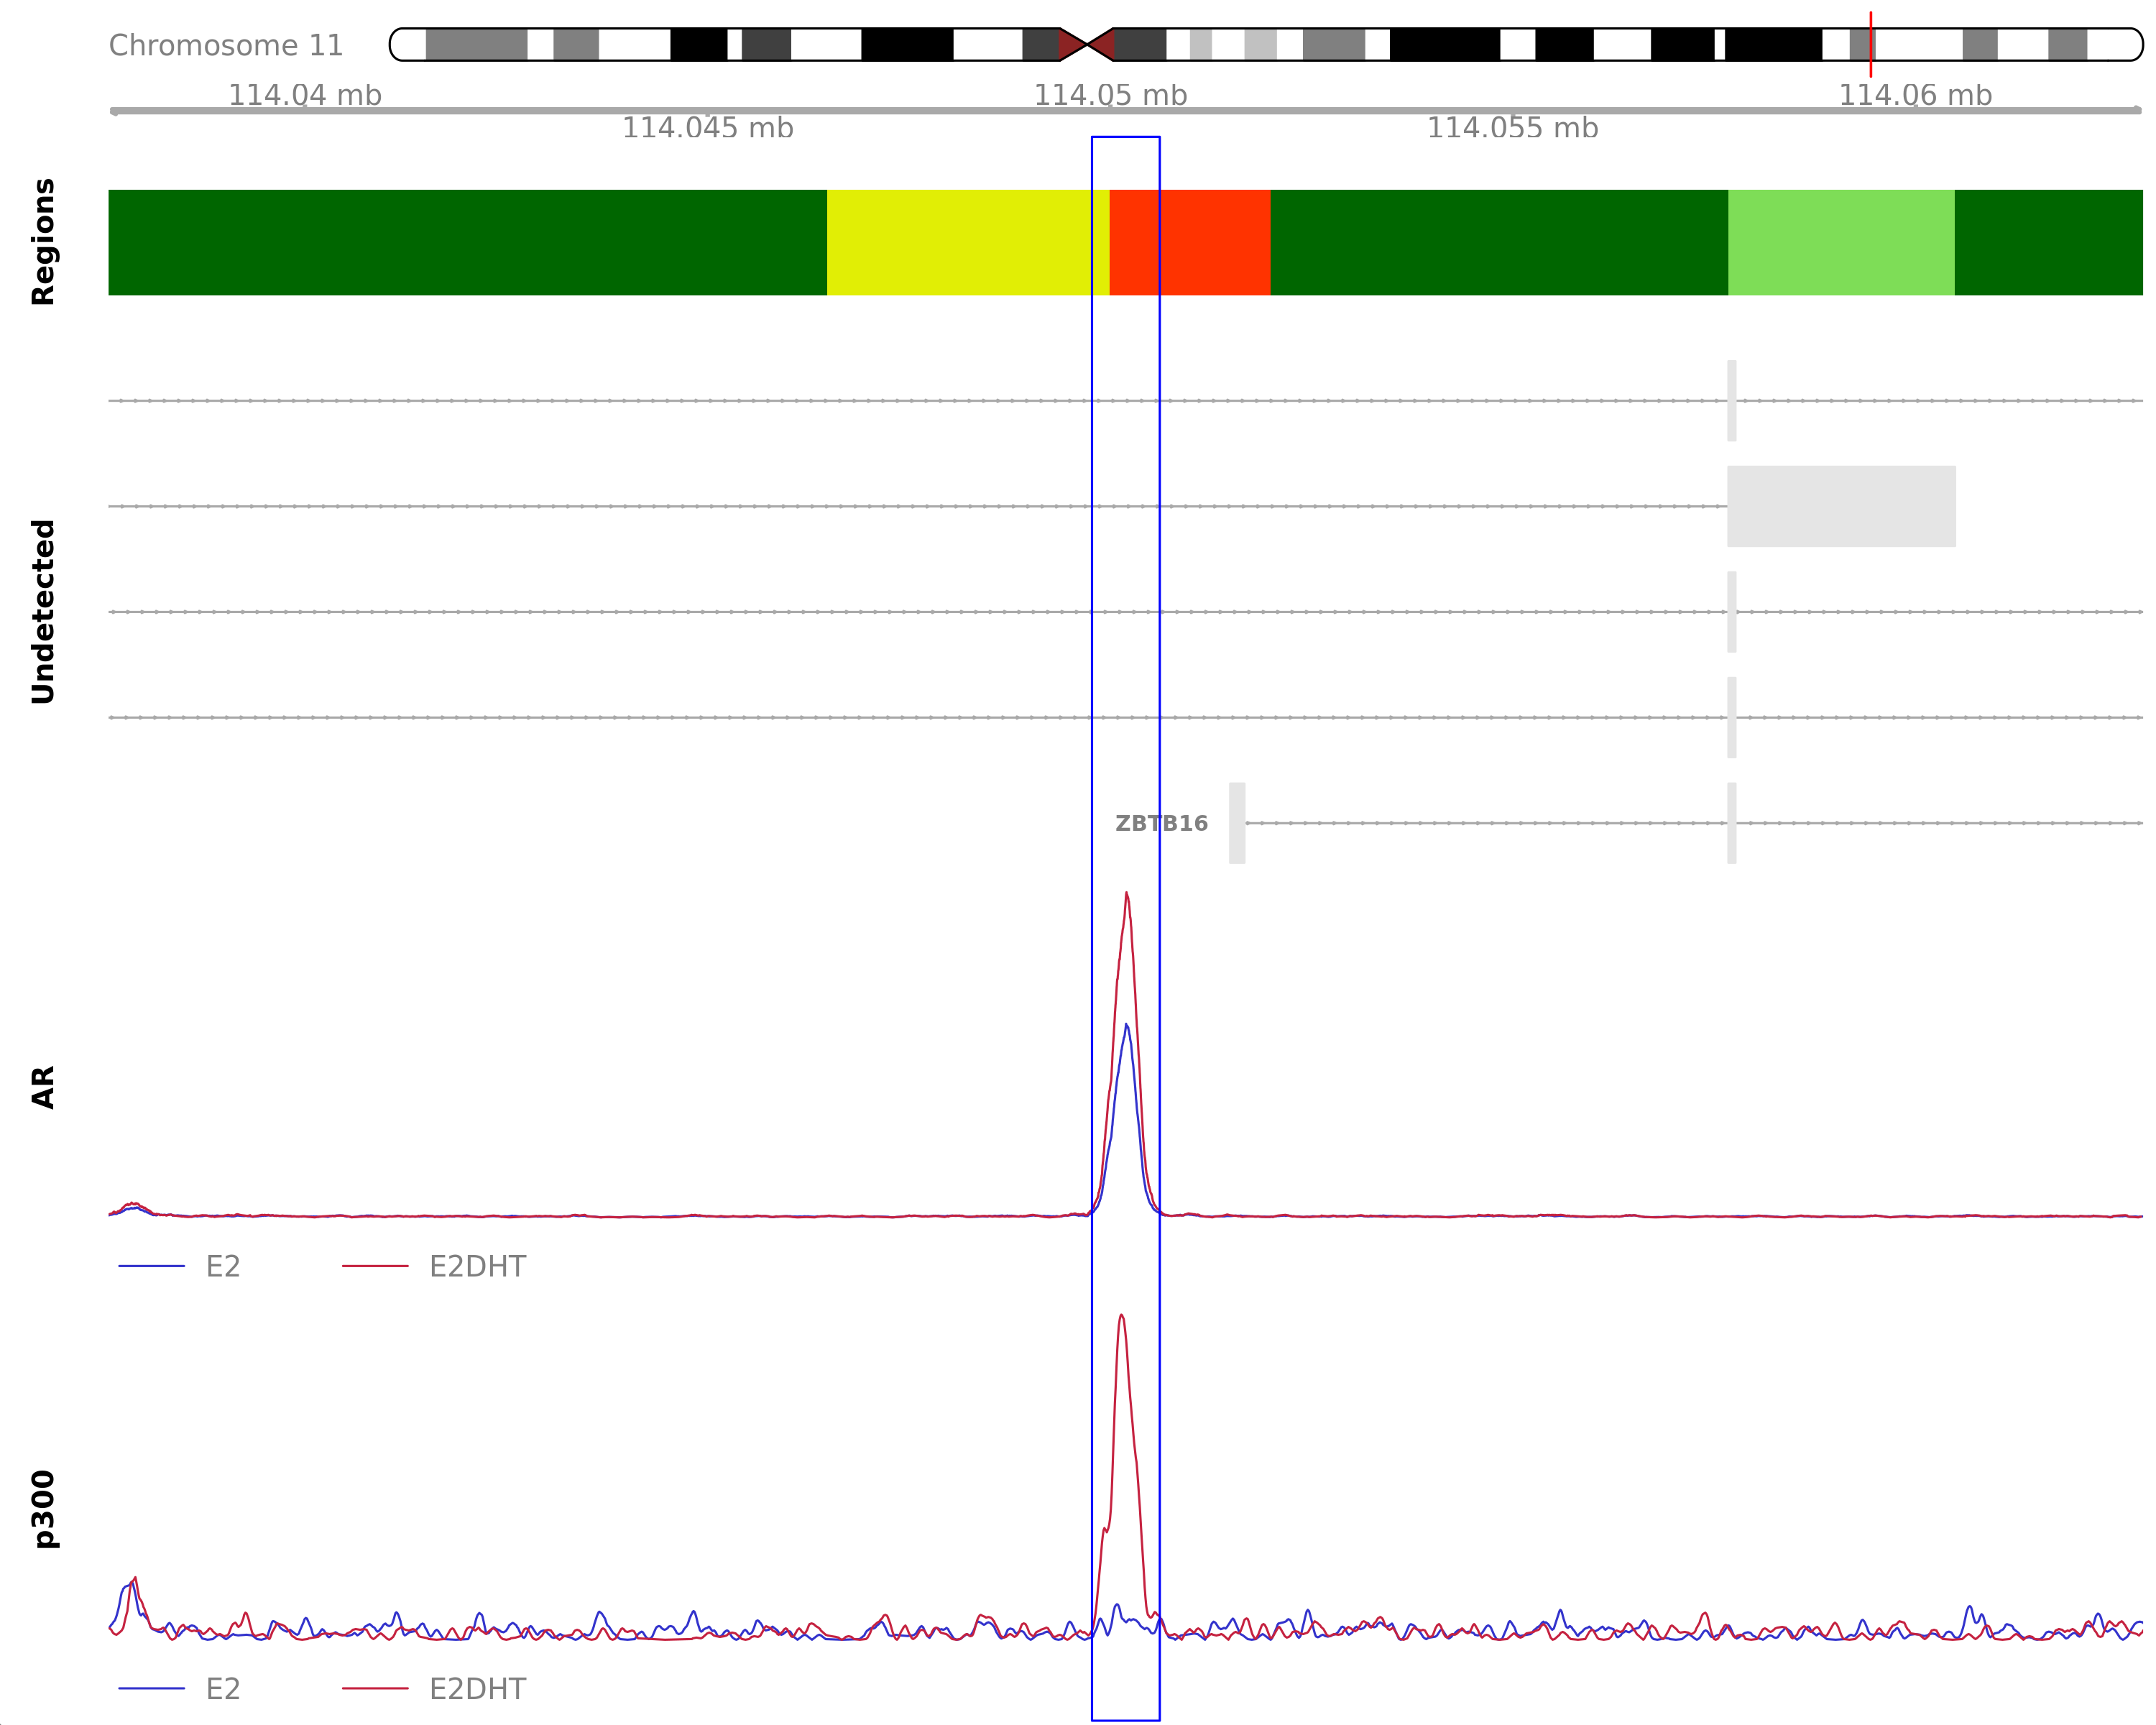 Chromosome 11
114.04 mb 114.05 mb 114.06 mb
114.045 mb 114.055 mb
Regions
Undetected
ZBTB16
AR
E2 E2DHT
p300
E2 E2DHT